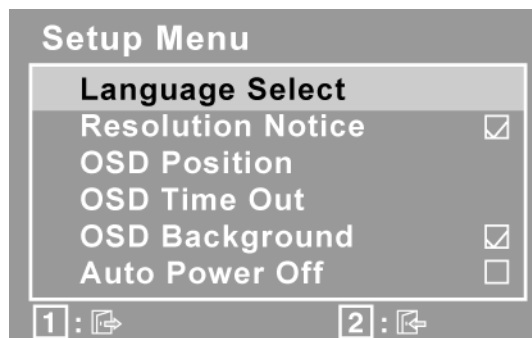 Setup Menu
Language Select
Resolution Notice
OSD Position
OSD Time Out
OSD Background
Auto Power Off
1 : 2 :